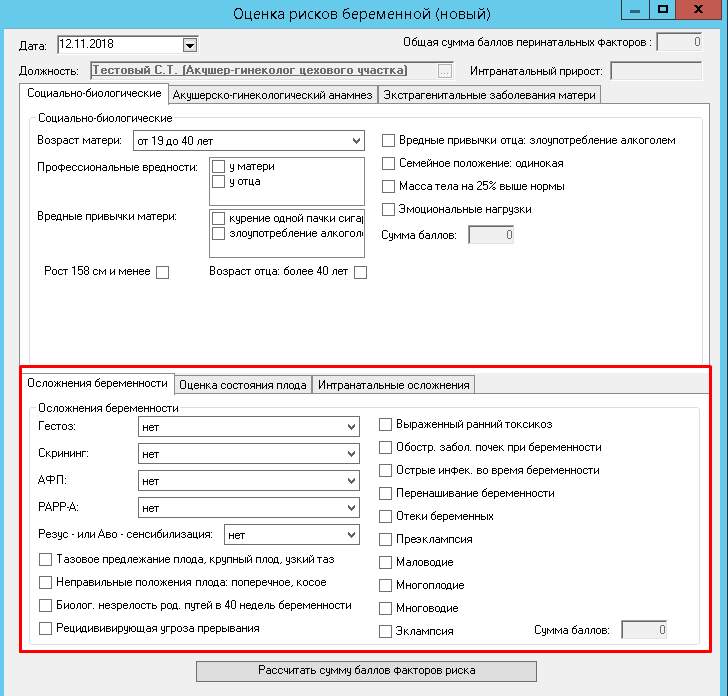 Оценка рисков беременной (новый)
Дата: 12.11.2018 Общая сумма баллов перинатальных факторов : 0
Должность: Тестовый С.Т. (Акушер-гинеколог цехового участка) ... Интранатальный прирост:
Социально-биологические Акушерско-гинекологический анамнез Экстрагенитальные заболевания матери
Социально-биологические
Возраст матери: от 19 до 40 лет Вредные привычки отца: злоупотребление алкоголем
Профессиональные вредности: у матери Семейное положение: одинокая
у отца Масса тела на 25% выше нормы
Вредные привычки матери: курение одной пачки сигар Эмоциональные нагрузки
злоупотребление алкогол Сумма баллов: 0
Рост 158 см и менее Возраст отца: более 40 лет
Осложнения беременности Оценка состояния плода Интранатальные осложнения
Осложнения беременности
Гестоз: нет Выраженный ранний токсикоз
Скрининг: нет Обостр. забол. почек при беременности
АФП: нет Острые инфек. во время беременности
PAPP-A: нет Перенашивание беременности
Резус - или Аво - сенсибилизация: нет Отеки беременных
Преэклампсия
Тазовое предлежание плода, крупный плод, узкий таз Маловодие
Неправильные положения плода: поперечное, косое Многоплодие
Биолог. незрелость род. путей в 40 недель беременности Многоводие
Рецидививирующая угроза прерывания Эклампсия Сумма баллов: 0
Рассчитать сумму баллов факторов риска